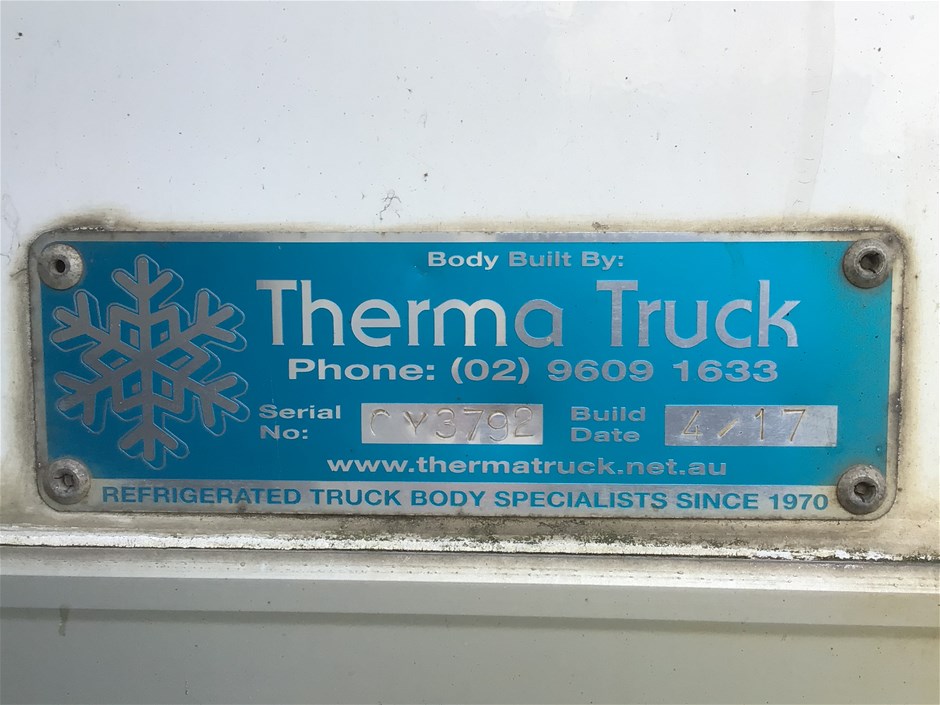 Body Built By:
Therma Truck
Phone: (02) 9609 1633
Serial No: CY3792
Build Date 4/17
www.thermatruck.net.au
REFRIGERATED TRUCK BODY SPECIALISTS SINCE 1970